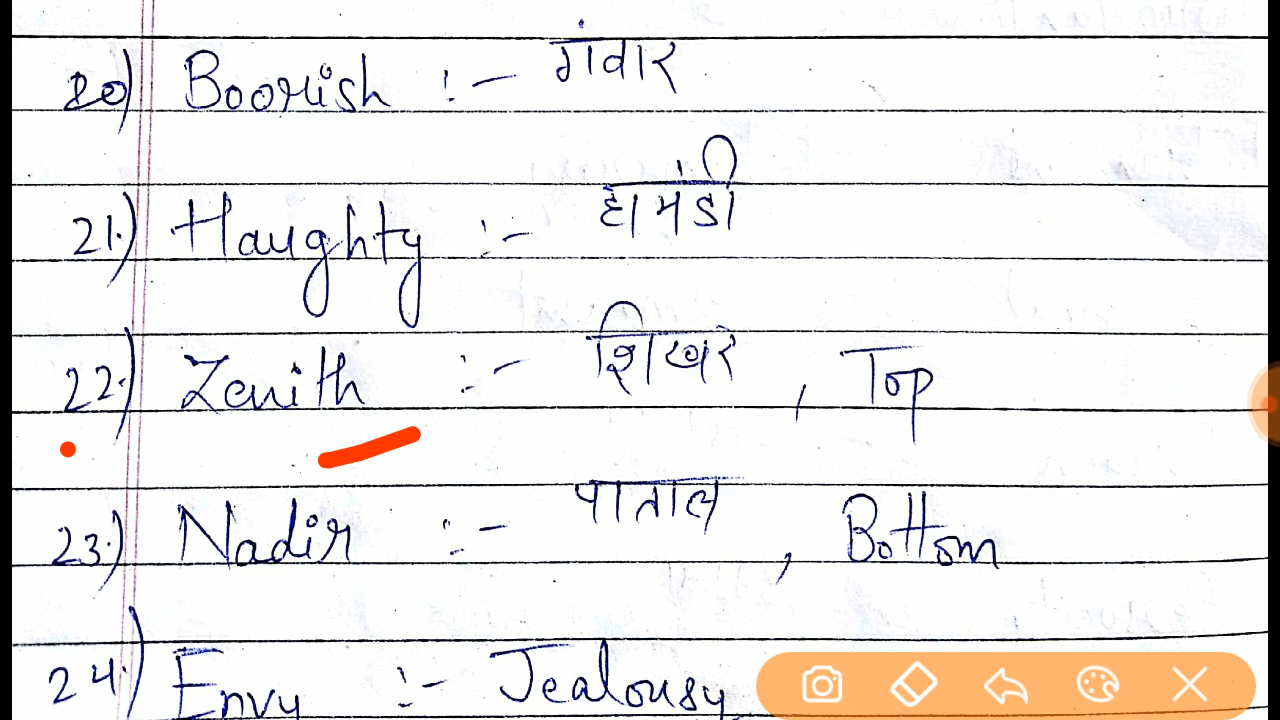 20) Boorish :- गंवार
21.) Haughty :- घमंडी
22.) Zenith :- शिखर , Top
23.) Nadir :- पाताल , Bottom
24.) Envy :- Jealousy